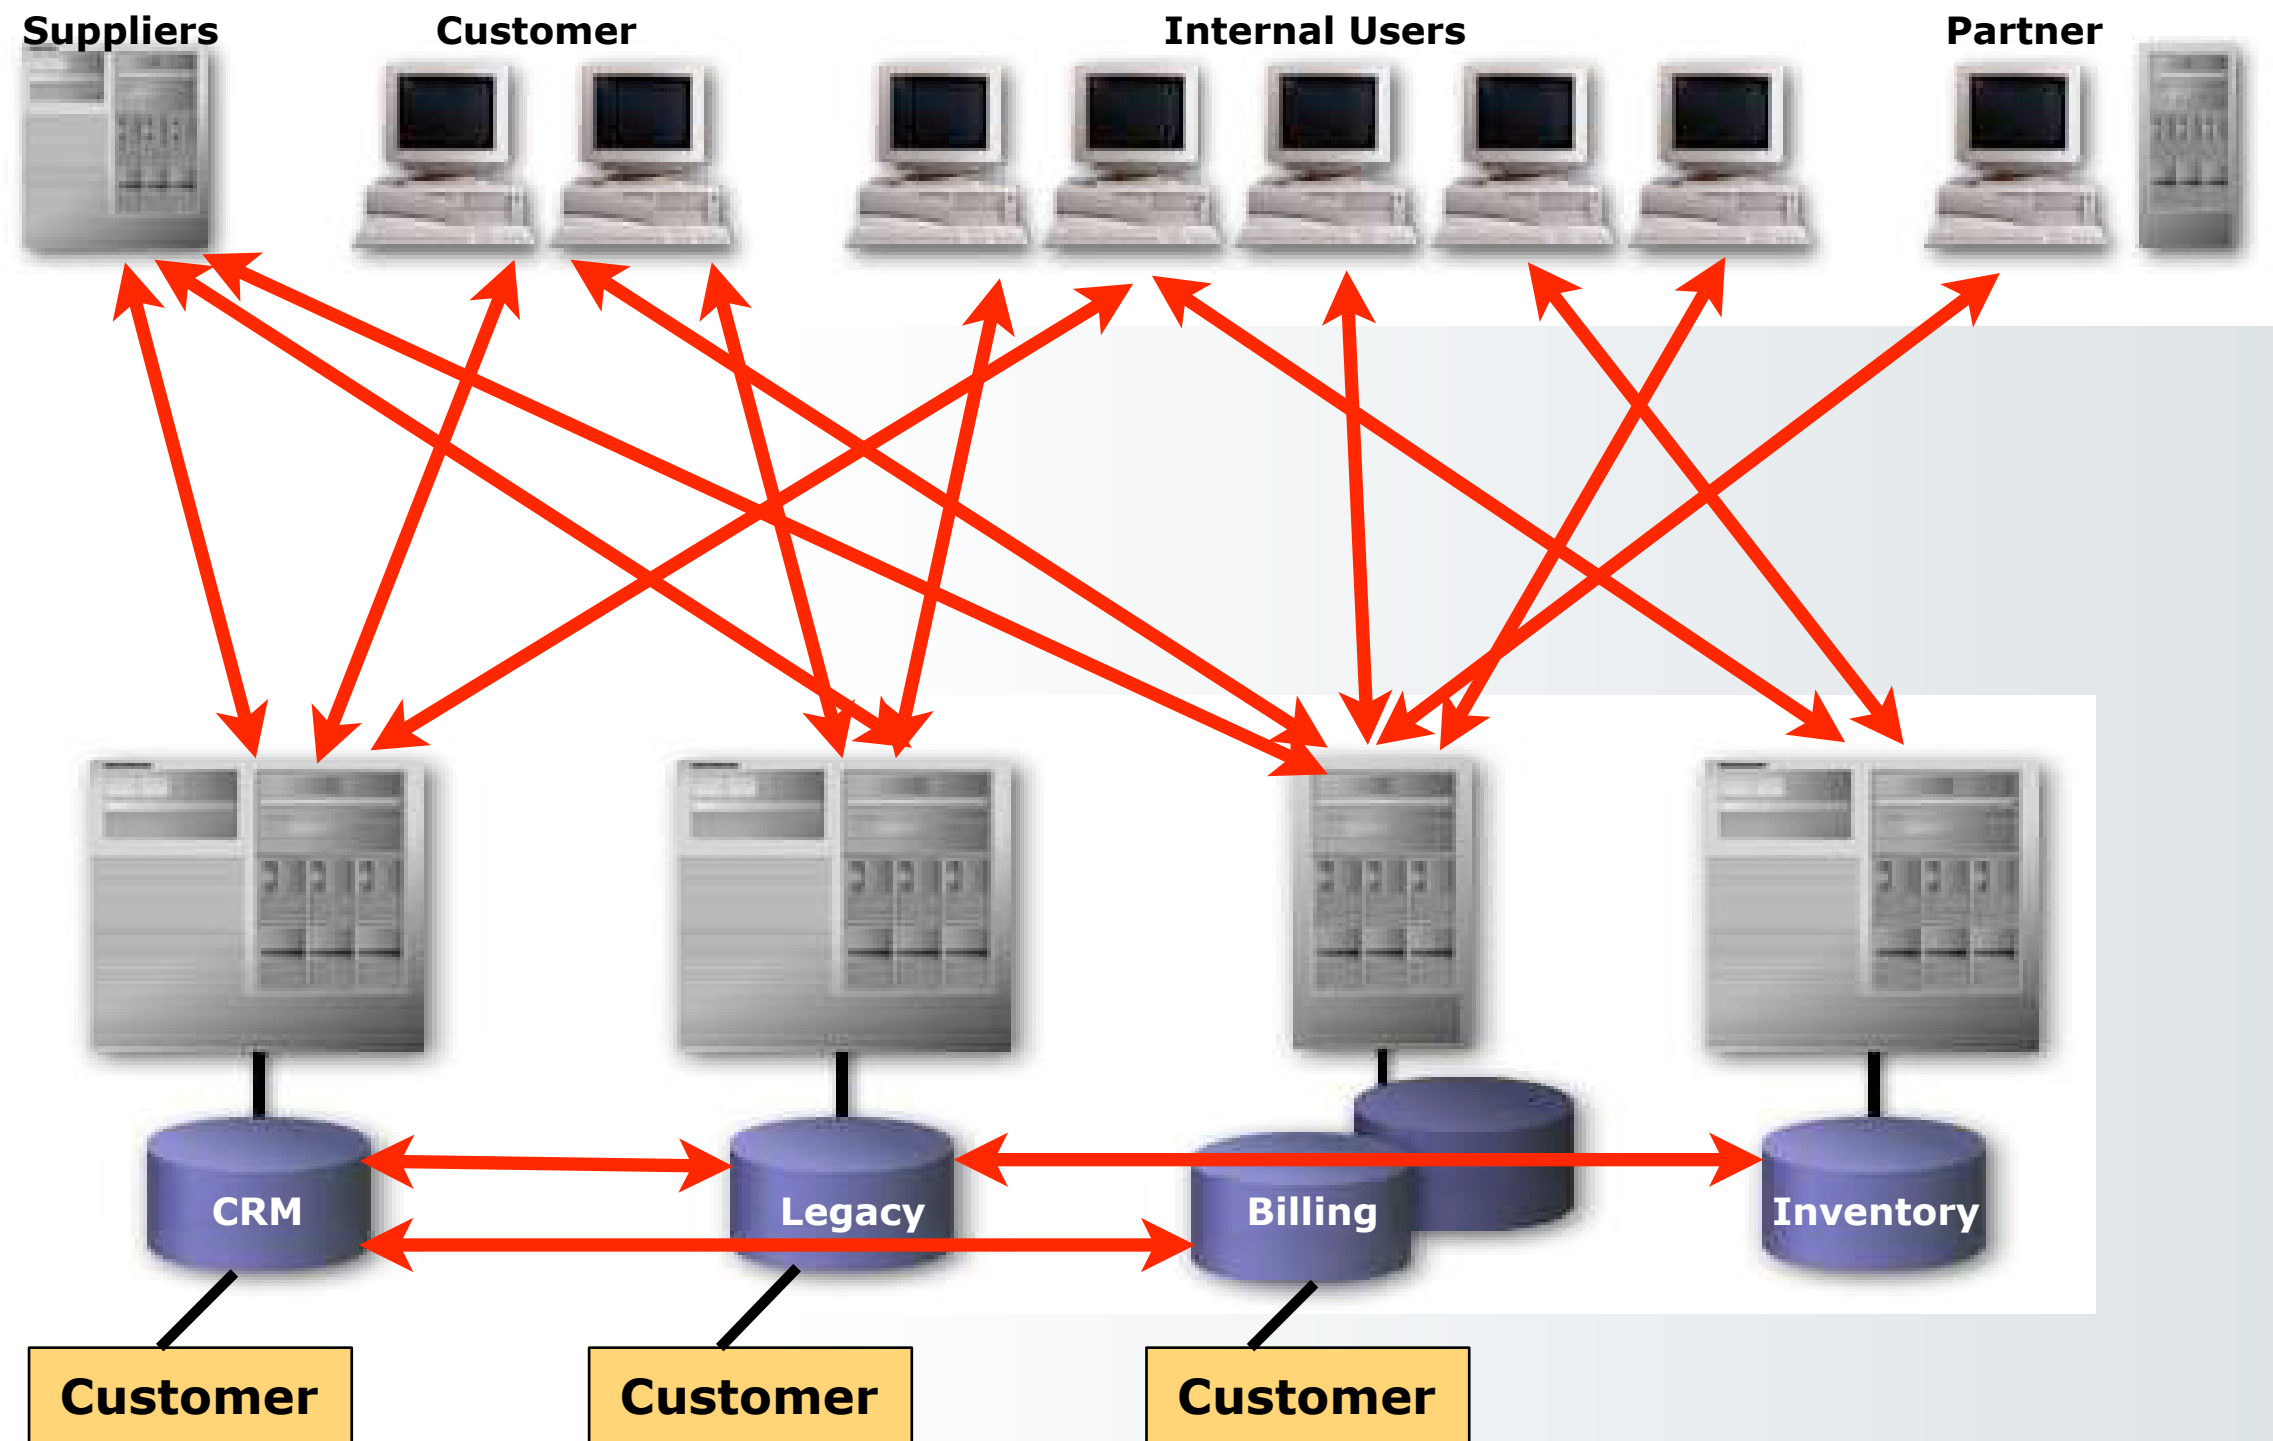 Suppliers
Customer
Internal Users
Partner
CRM
Legacy
Billing
Inventory
Customer
Customer
Customer